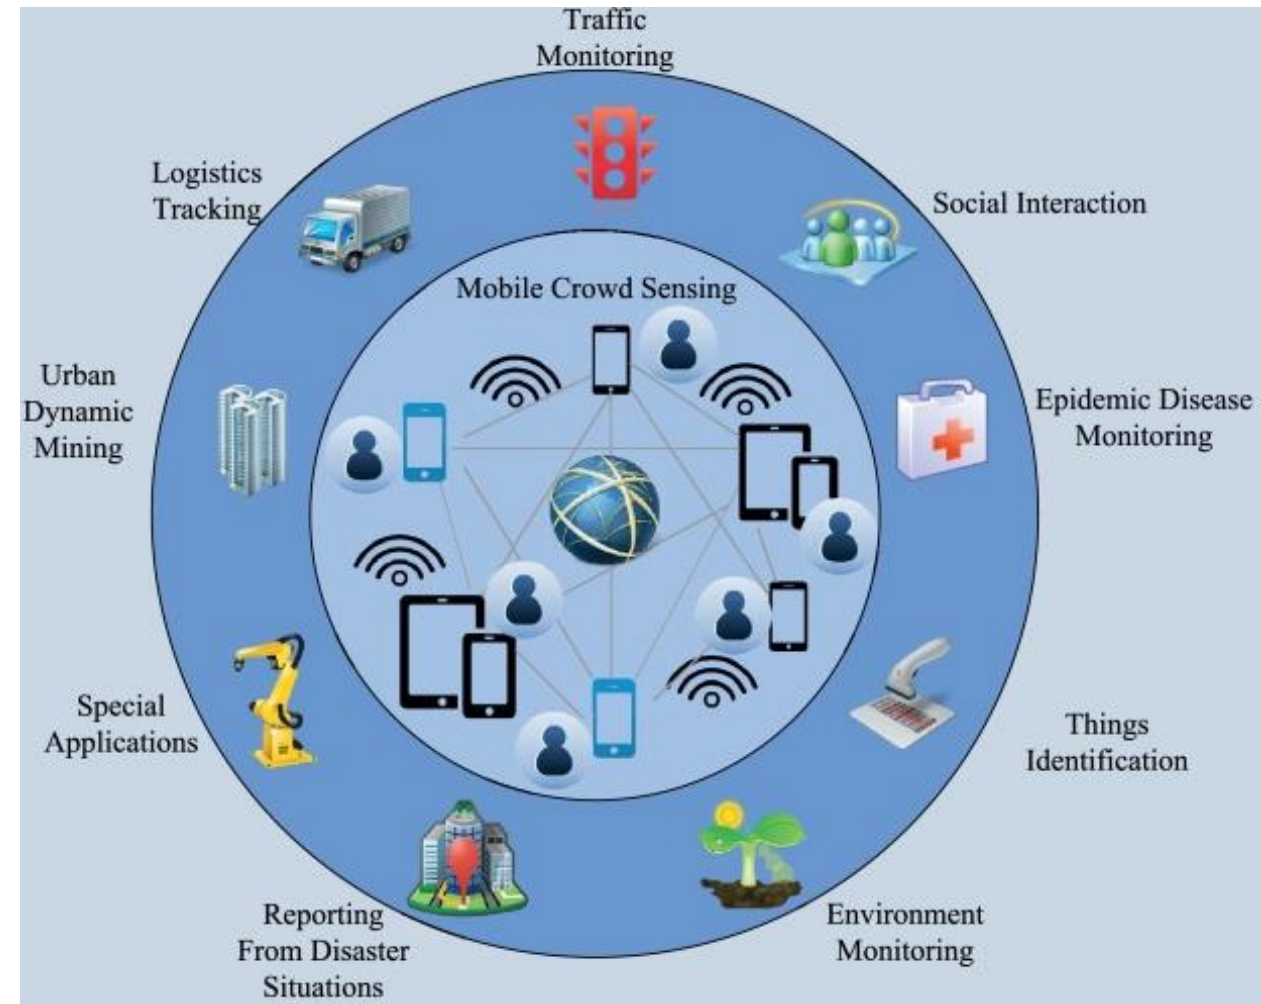 Traffic
Monitoring
Logistics
Tracking
Social Interaction
Mobile Crowd Sensing
Urban
Dynamic
Mining
Epidemic Disease
Monitoring
Special
Applications
Things
Identification
Reporting
From Disaster
Situations
Environment
Monitoring